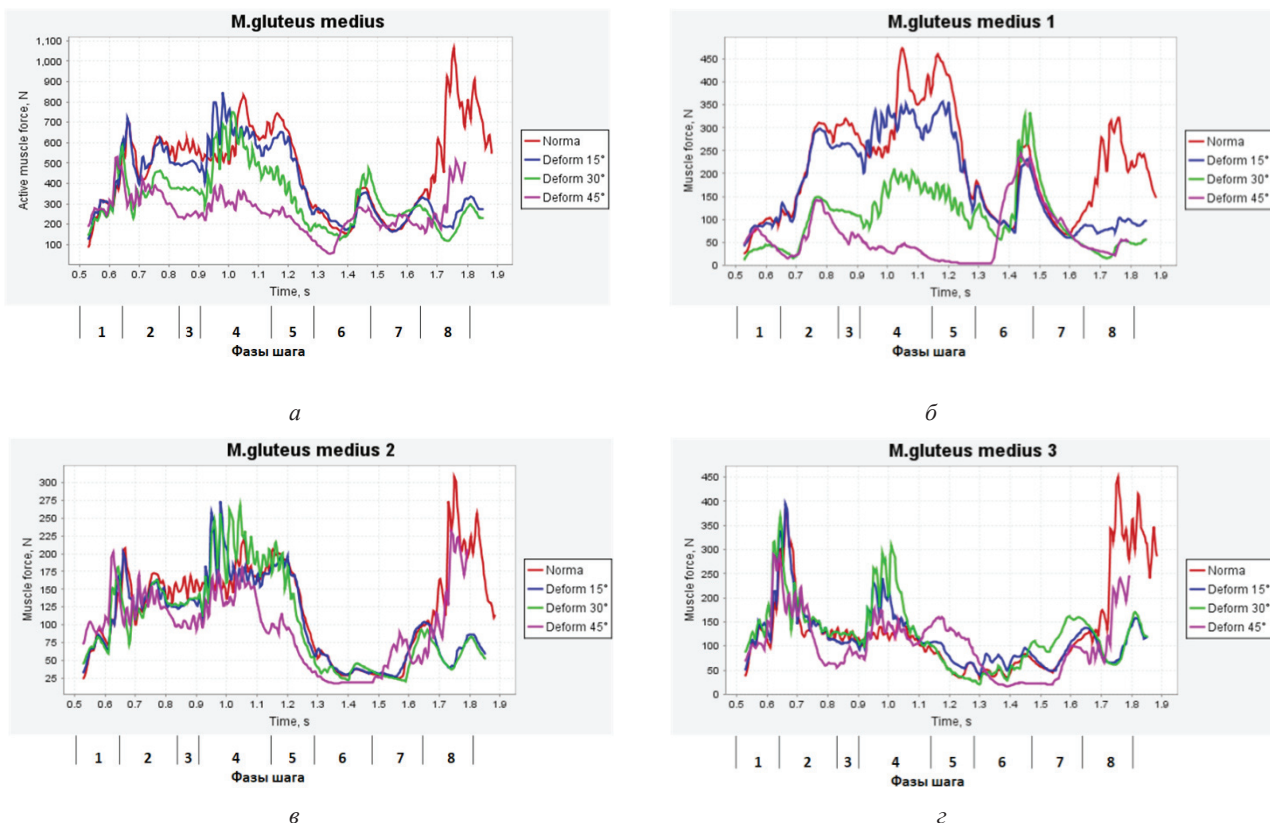 M.gluteus medius
Active muscle force, N
1,100
1,000
900
800
700
600
500
400
300
200
100
0.5 0.6 0.7 0.8 0.9 1.0 1.1 1.2 1.3 1.4 1.5 1.6 1.7 1.8 1.9
Time, s
Norma
Deform 15°
Deform 30°
Deform 45°
1 2 3 4 5 6 7 8
Фазы шага
а
M.gluteus medius 1
Muscle force, N
450
400
350
300
250
200
150
100
50
0
0.5 0.6 0.7 0.8 0.9 1.0 1.1 1.2 1.3 1.4 1.5 1.6 1.7 1.8 1.9
Time, s
Norma
Deform 15°
Deform 30°
Deform 45°
1 2 3 4 5 6 7 8
Фазы шага
б
M.gluteus medius 2
Muscle force, N
300
275
250
225
200
175
150
125
100
75
50
25
0.5 0.6 0.7 0.8 0.9 1.0 1.1 1.2 1.3 1.4 1.5 1.6 1.7 1.8 1.9
Time, s
Norma
Deform 15°
Deform 30°
Deform 45°
1 2 3 4 5 6 7 8
Фазы шага
в
M.gluteus medius 3
Muscle force, N
450
400
350
300
250
200
150
100
50
0
0.5 0.6 0.7 0.8 0.9 1.0 1.1 1.2 1.3 1.4 1.5 1.6 1.7 1.8 1.9
Time, s
Norma
Deform 15°
Deform 30°
Deform 45°
1 2 3 4 5 6 7 8
Фазы шага
г